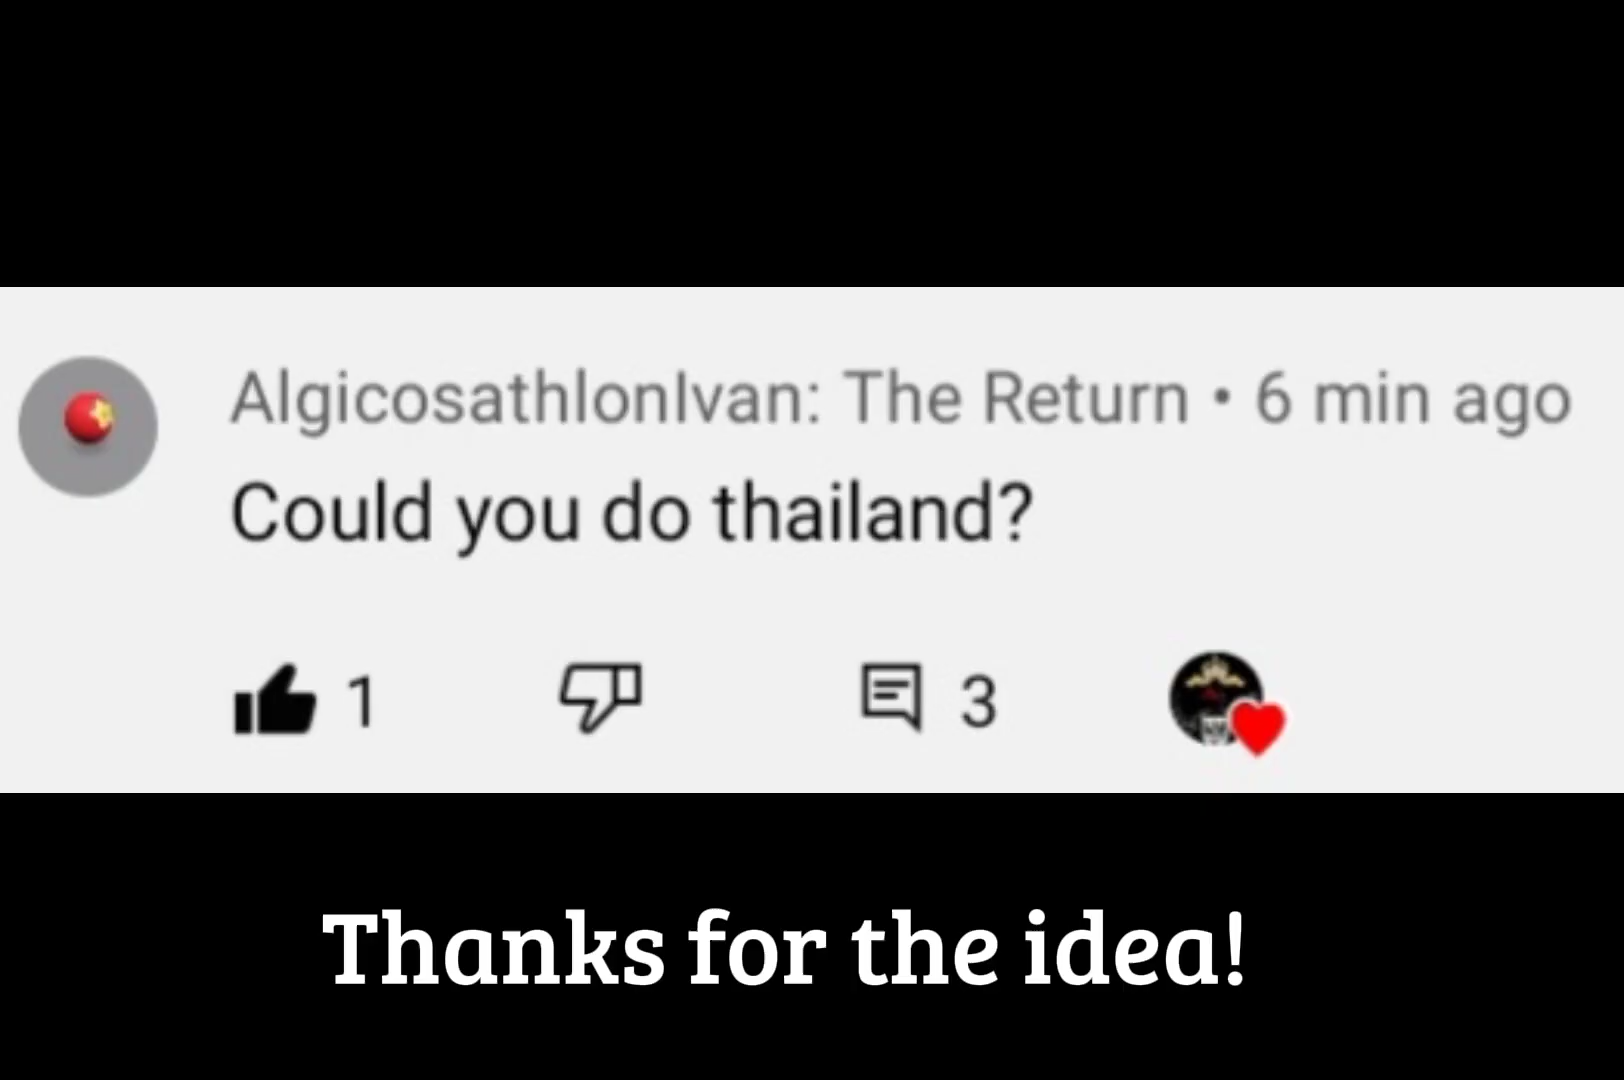 AlgicosathlonIvan: The Return • 6 min ago
Could you do thailand?
1 3
Thanks for the idea!